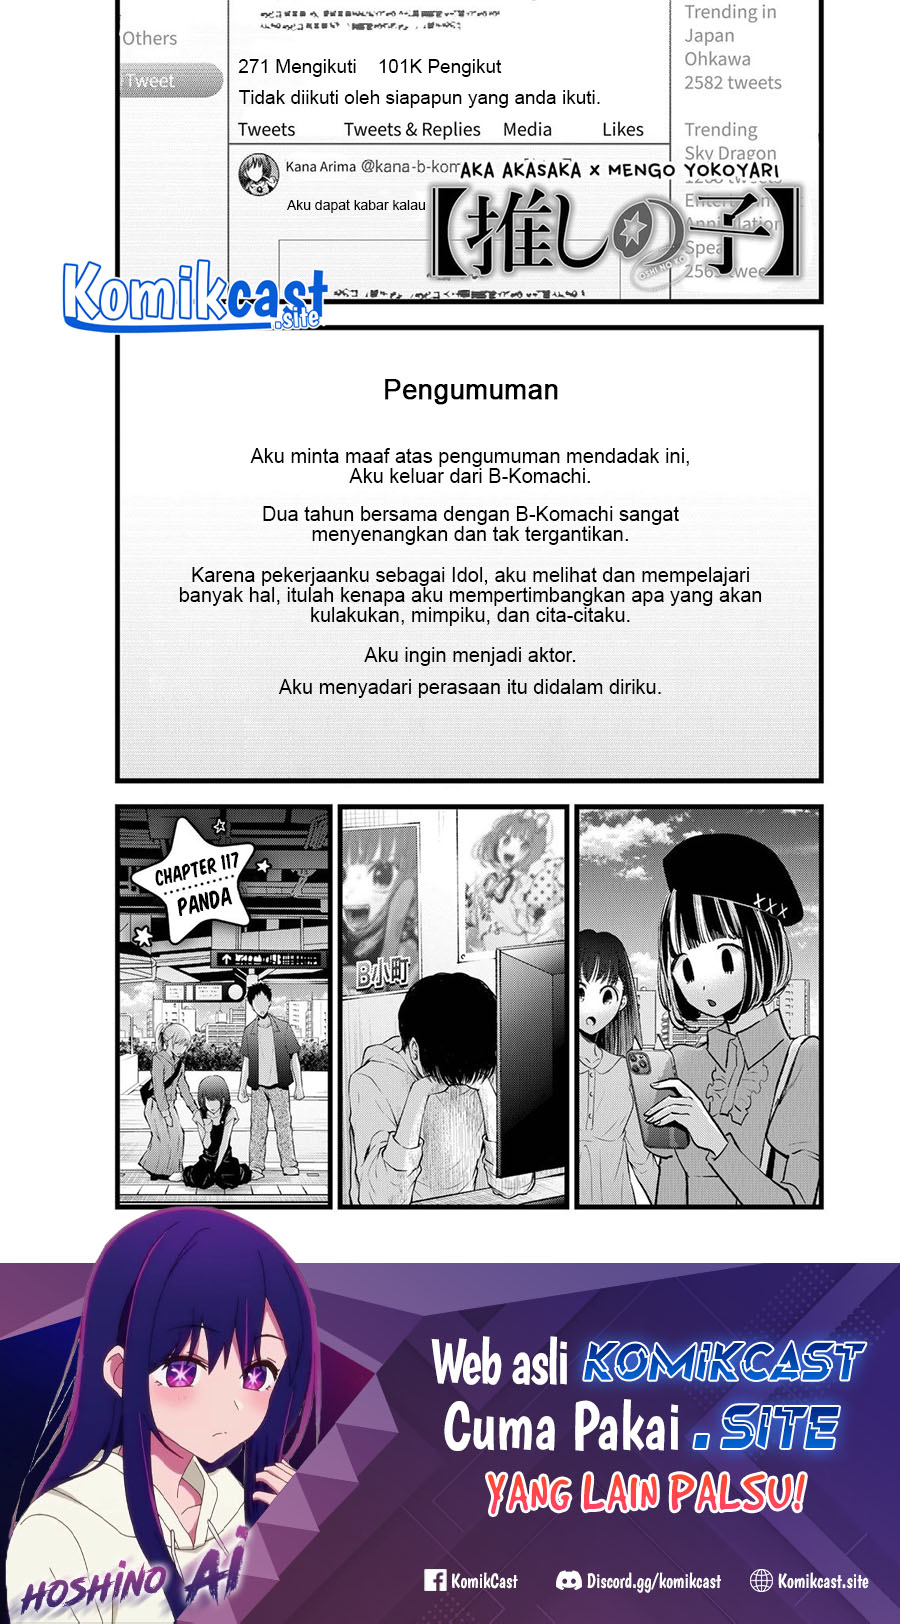 Others
Tweet
271 Mengikuti 101K Pengikut
Tidak diikuti oleh siapapun yang anda ikuti.
Tweets Tweets & Replies Media Likes
Kana Arima @kana-b-kom
Aku dapat kabar kalau
Trending in
Japan
Ohkawa
2582 tweets
Trending
Sky Dragon
AKA AKASAKA X MENGO YOKOYARI
【推しの子】
OSHI NO KO
Komikcast
.site
Pengumuman
Aku minta maaf atas pengumuman mendadak ini,
Aku keluar dari B-Komachi.
Dua tahun bersama dengan B-Komachi sangat
menyenangkan dan tak tergantikan.
Karena pekerjaanku sebagai Idol, aku melihat dan mempelajari
banyak hal, itulah kenapa aku mempertimbangkan apa yang akan
kulakukan, mimpiku, dan cita-citaku.
Aku ingin menjadi aktor.
Aku menyadari perasaan itu didalam diriku.
CHAPTER 117
PANDA
B小町
Web asli KOMIKCAST
Cuma Pakai .SITE
YANG LAIN PALSU!
HOSHINO AI
KomikCast
Discord.gg/komikcast
Komikcast.site